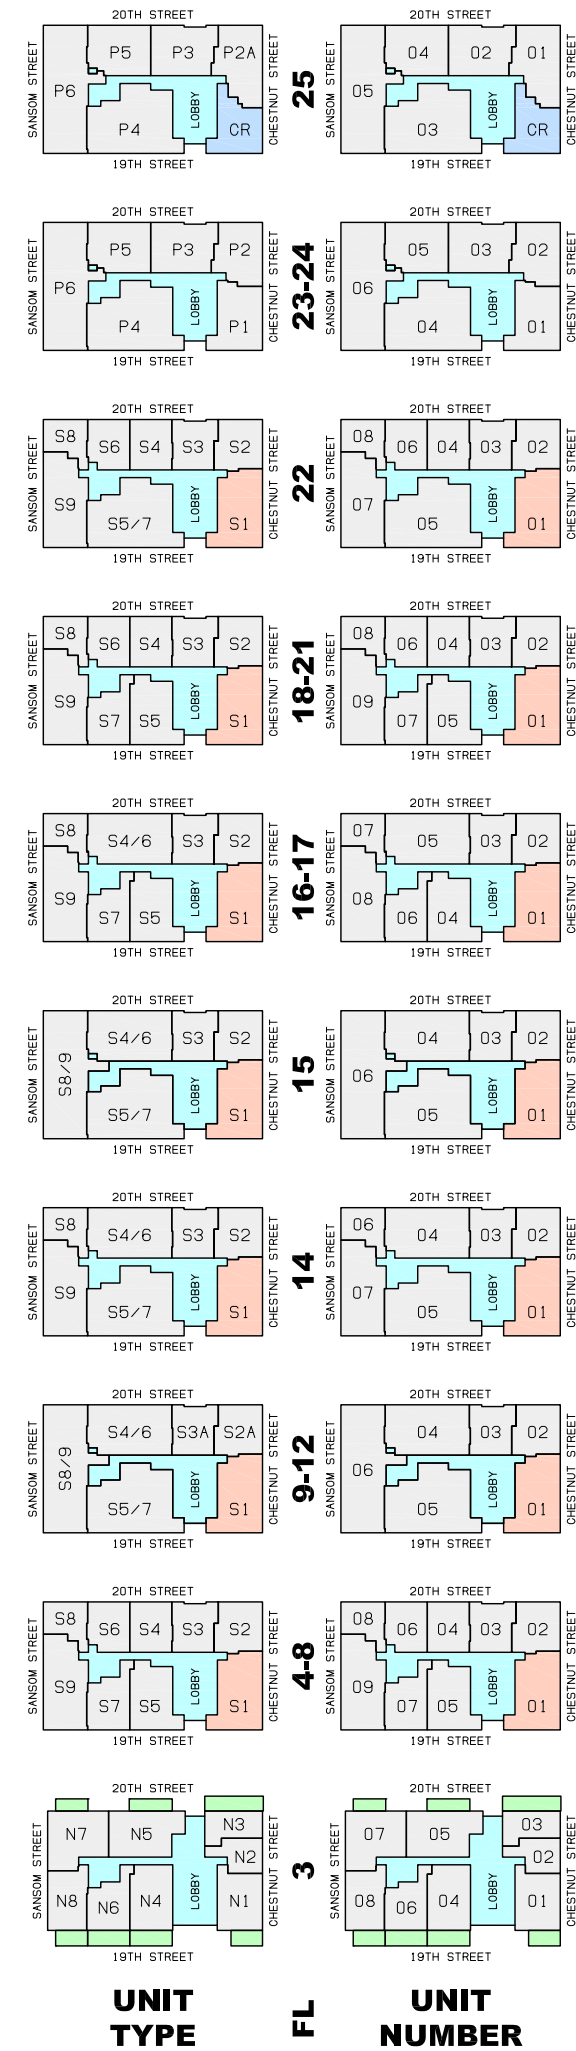 20TH STREET 20TH STREET
SANSOM STREET P6 P5 P3 P2A P4 LOBBY CR CHESTNUT STREET 25 SANSOM STREET 05 04 02 01 03 LOBBY CR CHESTNUT STREET
19TH STREET 19TH STREET
20TH STREET 20TH STREET
SANSOM STREET P6 P5 P3 P2 P4 LOBBY P1 CHESTNUT STREET 23-24 SANSOM STREET 06 05 03 02 04 LOBBY 01 CHESTNUT STREET
19TH STREET 19TH STREET
20TH STREET 20TH STREET
SANSOM STREET S8 S6 S4 S3 S2 S9 S5/7 LOBBY S1 CHESTNUT STREET 22 SANSOM STREET 08 06 04 03 02 07 05 LOBBY 01 CHESTNUT STREET
19TH STREET 19TH STREET
20TH STREET 20TH STREET
SANSOM STREET S8 S6 S4 S3 S2 S9 S7 S5 LOBBY S1 CHESTNUT STREET 18-21 SANSOM STREET 08 06 04 03 02 09 07 05 LOBBY 01 CHESTNUT STREET
19TH STREET 19TH STREET
20TH STREET 20TH STREET
SANSOM STREET S8 S4/6 S3 S2 S9 S7 S5 LOBBY S1 CHESTNUT STREET 16-17 SANSOM STREET 07 05 03 02 08 06 04 LOBBY 01 CHESTNUT STREET
19TH STREET 19TH STREET
20TH STREET 20TH STREET
SANSOM STREET S8/9 S4/6 S3 S2 S5/7 LOBBY S1 CHESTNUT STREET 15 SANSOM STREET 06 04 03 02 05 LOBBY 01 CHESTNUT STREET
19TH STREET 19TH STREET
20TH STREET 20TH STREET
SANSOM STREET S8 S4/6 S3 S2 S9 S5/7 LOBBY S1 CHESTNUT STREET 14 SANSOM STREET 06 04 03 02 07 05 LOBBY 01 CHESTNUT STREET
19TH STREET 19TH STREET
20TH STREET 20TH STREET
SANSOM STREET S8/9 S4/6 S3A S2A S5/7 LOBBY S1 CHESTNUT STREET 9-12 SANSOM STREET 06 04 03 02 05 LOBBY 01 CHESTNUT STREET
19TH STREET 19TH STREET
20TH STREET 20TH STREET
SANSOM STREET S8 S6 S4 S3 S2 S9 S7 S5 LOBBY S1 CHESTNUT STREET 4-8 SANSOM STREET 08 06 04 03 02 09 07 05 LOBBY 01 CHESTNUT STREET
19TH STREET 19TH STREET
20TH STREET 20TH STREET
SANSOM STREET N7 N5 N3 N2 N8 N6 N4 LOBBY N1 CHESTNUT STREET 3 SANSOM STREET 07 05 03 02 08 06 04 LOBBY 01 CHESTNUT STREET
19TH STREET 19TH STREET
UNIT TYPE FL UNIT NUMBER